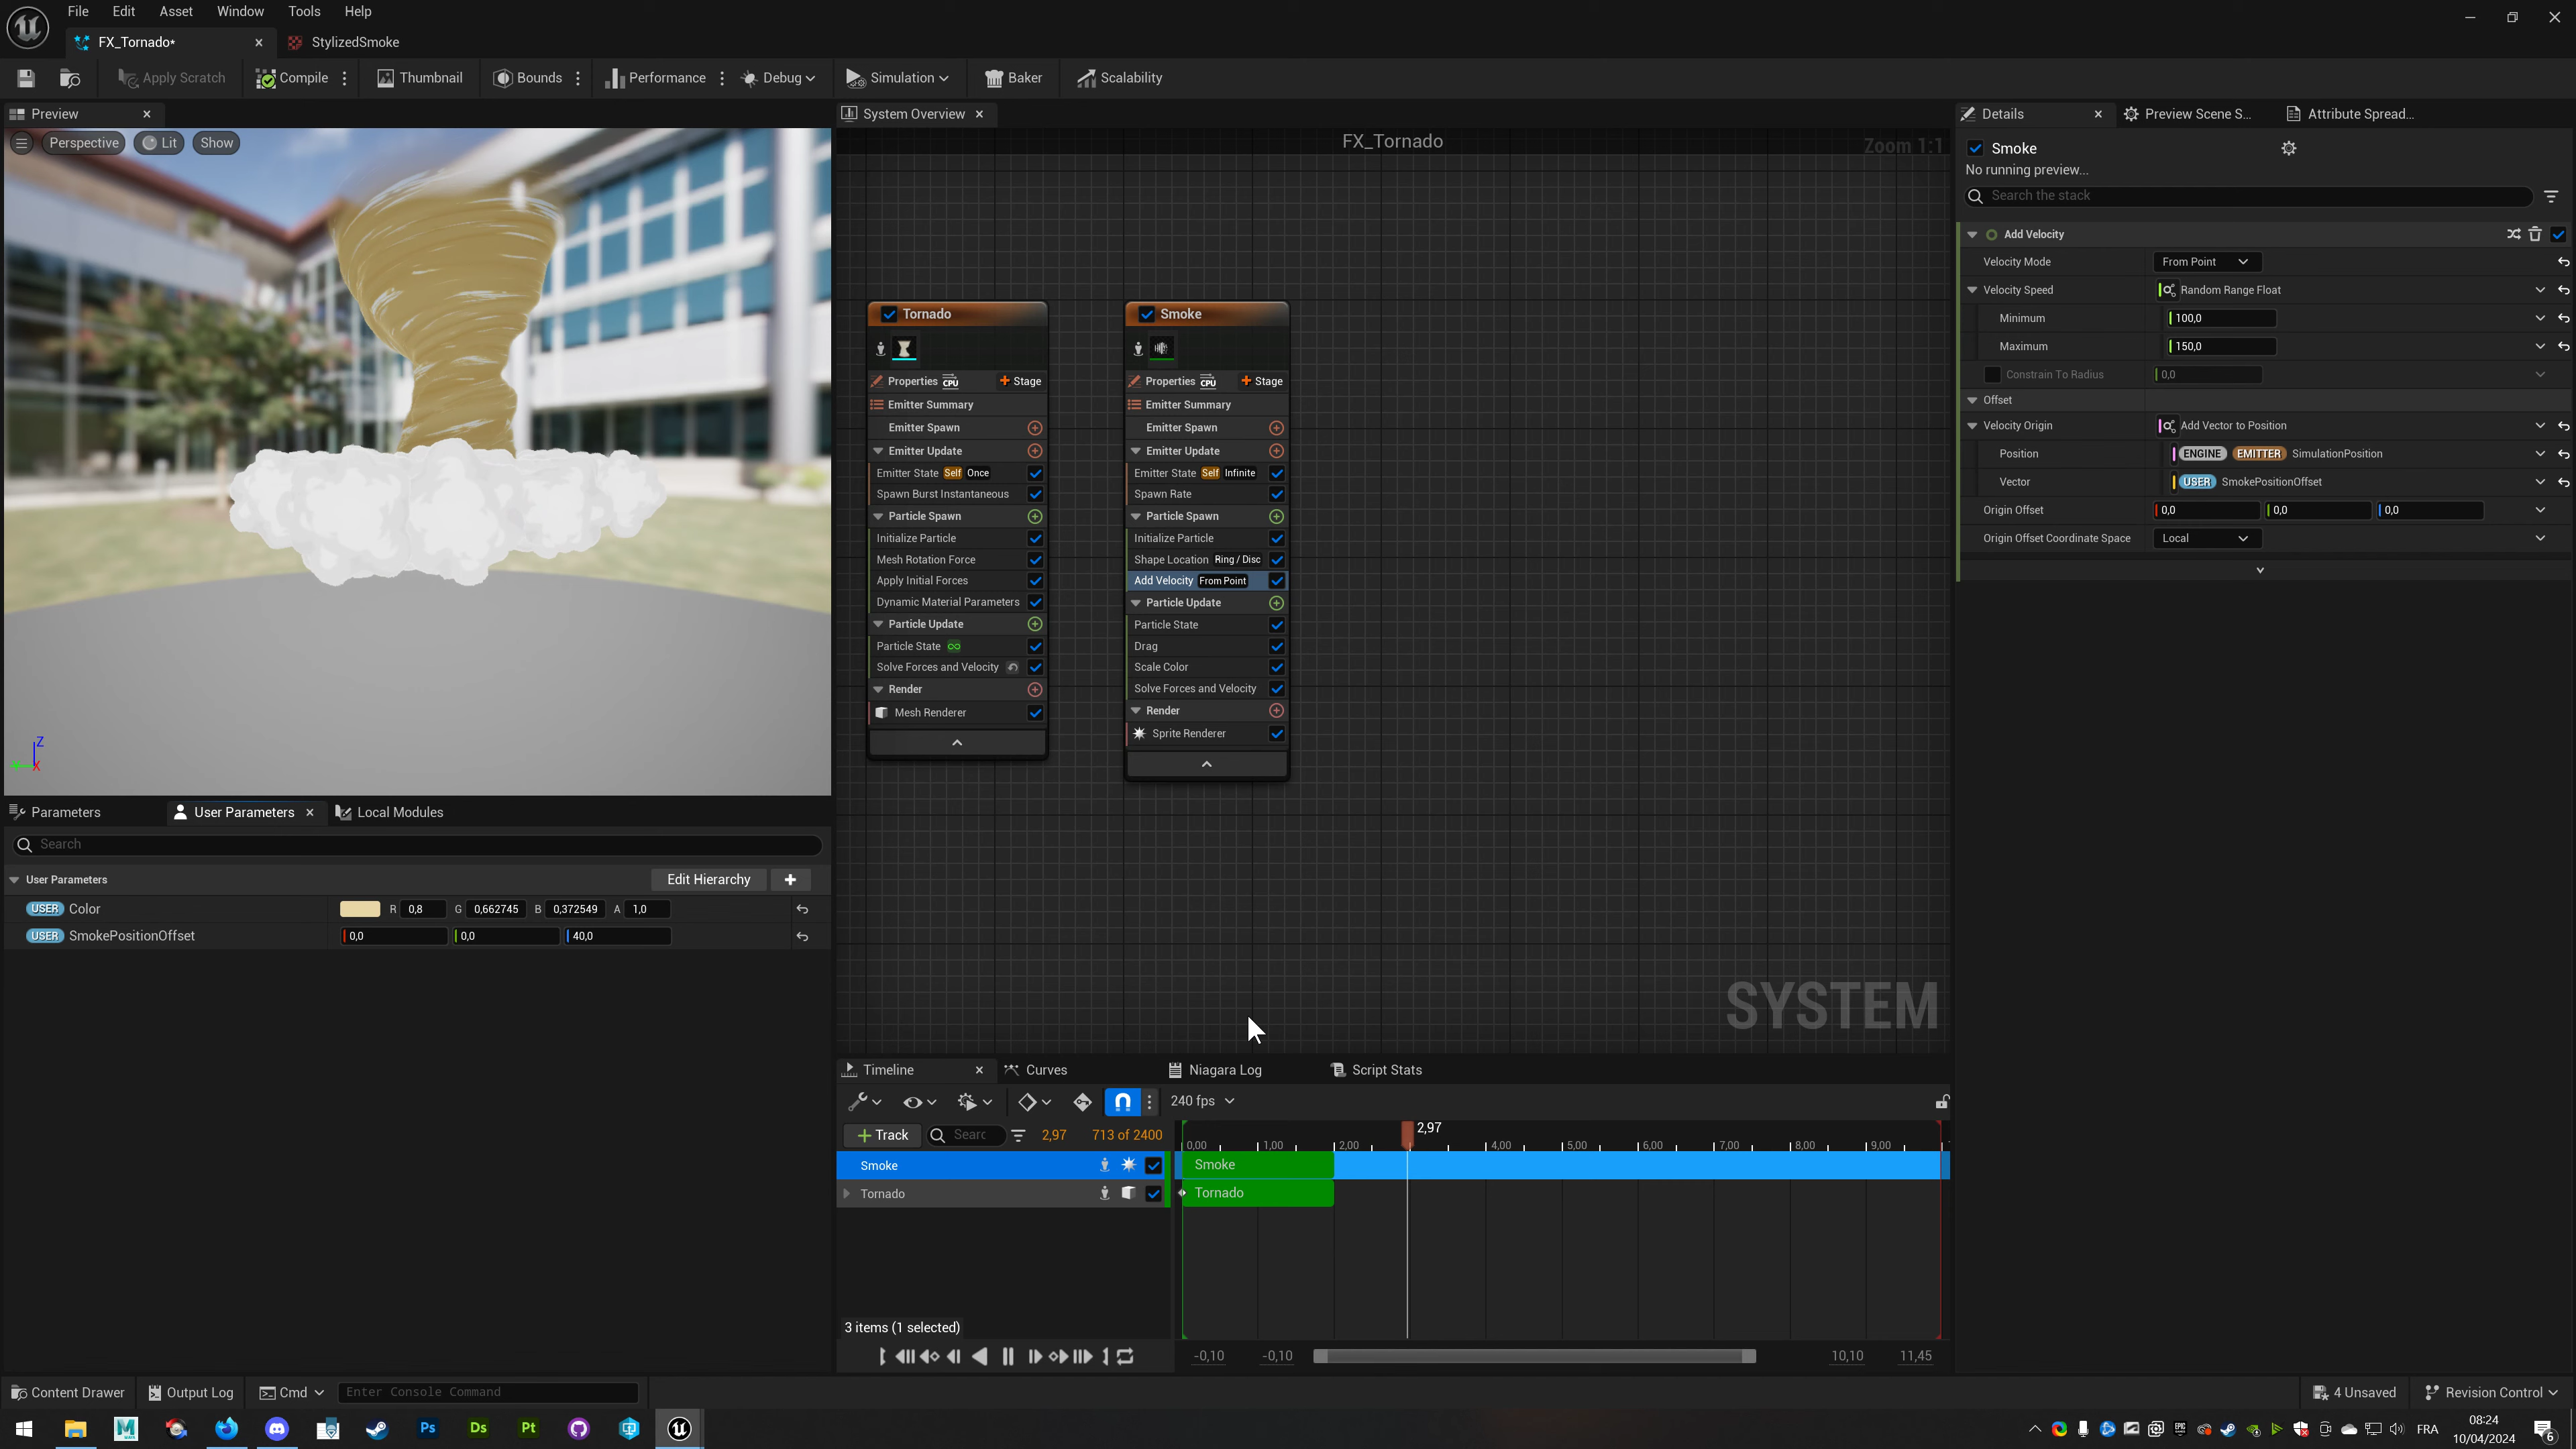 File Edit Asset Window Tools Help
FX_Tornado* StylizedSmoke
Apply Scratch Compile Thumbnail Bounds Performance Debug Simulation Baker Scalability
Preview
Perspective Lit Show
System Overview
FX_Tornado
Zoom 1:1
Tornado
Properties CPU Stage
Emitter Summary
Emitter Spawn
Emitter Update
Emitter State Self Once
Spawn Burst Instantaneous
Particle Spawn
Initialize Particle
Mesh Rotation Force
Apply Initial Forces
Dynamic Material Parameters
Particle Update
Particle State
Solve Forces and Velocity
Render
Mesh Renderer
Smoke
Properties CPU Stage
Emitter Summary
Emitter Spawn
Emitter Update
Emitter State Self Infinite
Spawn Rate
Particle Spawn
Initialize Particle
Shape Location Ring / Disc
Add Velocity From Point
Particle Update
Particle State
Drag
Scale Color
Solve Forces and Velocity
Render
Sprite Renderer
SYSTEM
Details Preview Scene S... Attribute Spread...
Smoke
No running preview...
Search the stack
Add Velocity
Velocity Mode From Point
Velocity Speed Random Range Float
Minimum 100,0
Maximum 150,0
Constrain To Radius 0,0
Offset
Velocity Origin Add Vector to Position
Position ENGINE EMITTER SimulationPosition
Vector USER SmokePositionOffset
Origin Offset 0,0 0,0 0,0
Origin Offset Coordinate Space Local
Z
X
Parameters User Parameters Local Modules
Search
User Parameters Edit Hierarchy
USER Color R 0,8 G 0,662745 B 0,372549 A 1,0
USER SmokePositionOffset 0,0 0,0 40,0
Timeline Curves Niagara Log Script Stats
240 fps
Track Searc 2,97 713 of 2400
2,97
0,00 1,00 2,00 4,00 5,00 6,00 7,00 8,00 9,00
Smoke Smoke
Tornado Tornado
3 items (1 selected)
-0,10 -0,10 10,10 11,45
Content Drawer Output Log Cmd Enter Console Command 4 Unsaved Revision Control
M Ps Ds Pt FRA 08:24
10/04/2024 6